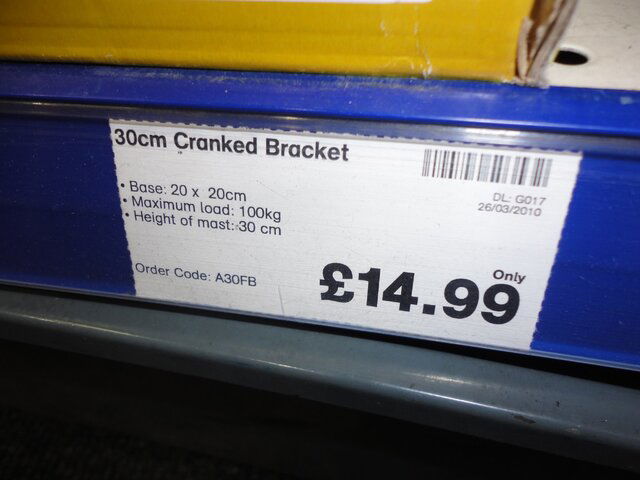 30cm Cranked Bracket
• Base: 20 x 20cm
• Maximum load: 100kg
• Height of mast: 30 cm
Order Code: A30FB
DL: G017
26/03/2010
Only
£14.99